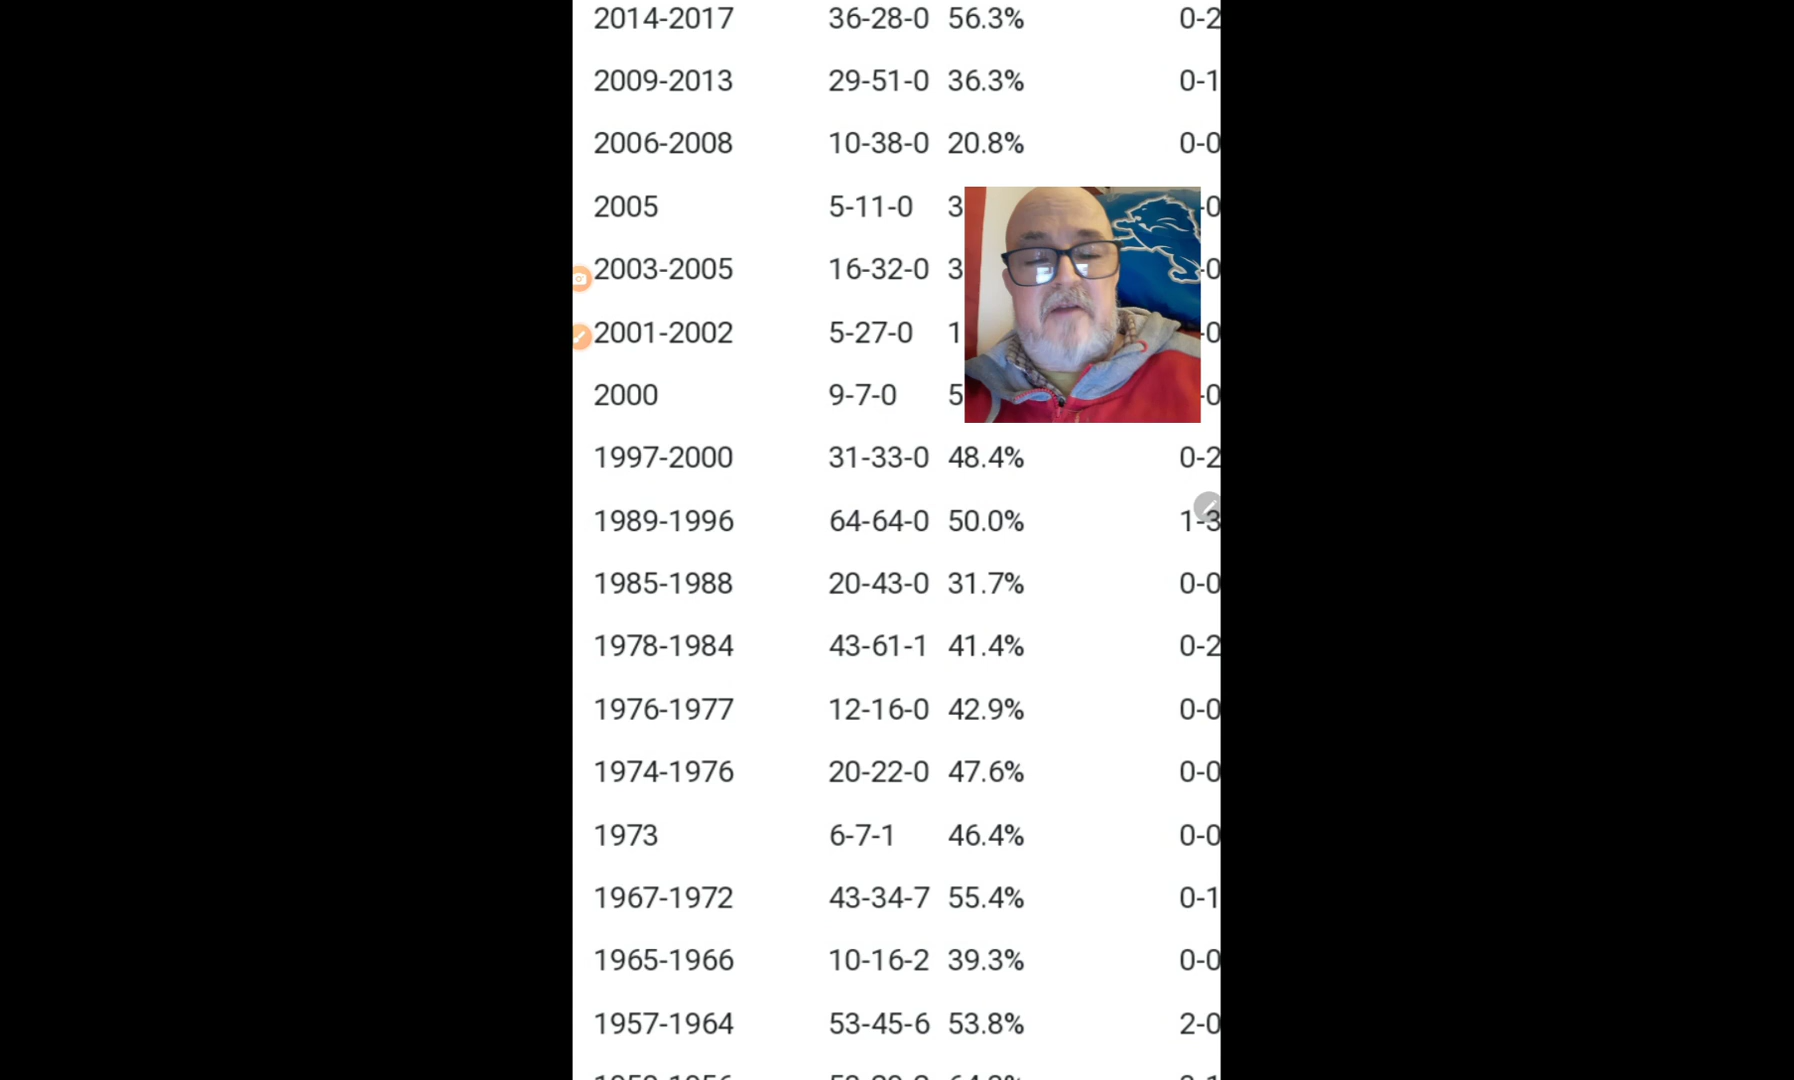 2014-2017 36-28-0 56.3% 0-2
2009-2013 29-51-0 36.3% 0-1
2006-2008 10-38-0 20.8% 0-0
2005 5-11-0 3 -0
2003-2005 16-32-0 3 -0
2001-2002 5-27-0 1 -0
2000 9-7-0 5 -0
1997-2000 31-33-0 48.4% 0-2
1989-1996 64-64-0 50.0% 1-3
1985-1988 20-43-0 31.7% 0-0
1978-1984 43-61-1 41.4% 0-2
1976-1977 12-16-0 42.9% 0-0
1974-1976 20-22-0 47.6% 0-0
1973 6-7-1 46.4% 0-0
1967-1972 43-34-7 55.4% 0-1
1965-1966 10-16-2 39.3% 0-0
1957-1964 53-45-6 53.8% 2-0